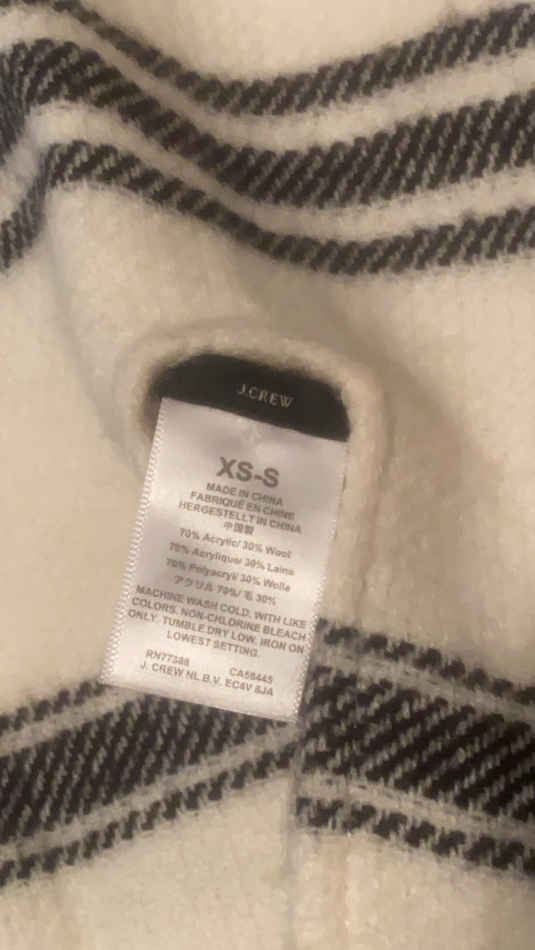 J.CREW
XS-S
MADE IN CHINA
FABRIQUÉ EN CHINE
HERGESTELLT IN CHINA
中国製
70% Acrylic/ 30% Wool
70% Acrylique/ 30% Laine
70% Polyacryl/ 30% Wolle
アクリル 70%/ 毛 30%
MACHINE WASH COLD, WITH LIKE
COLORS. NON-CHLORINE BLEACH
ONLY. TUMBLE DRY LOW, IRON ON
LOWEST SETTING.
RN77388 CA56445
J. CREW NL B.V. EC4V 6JA